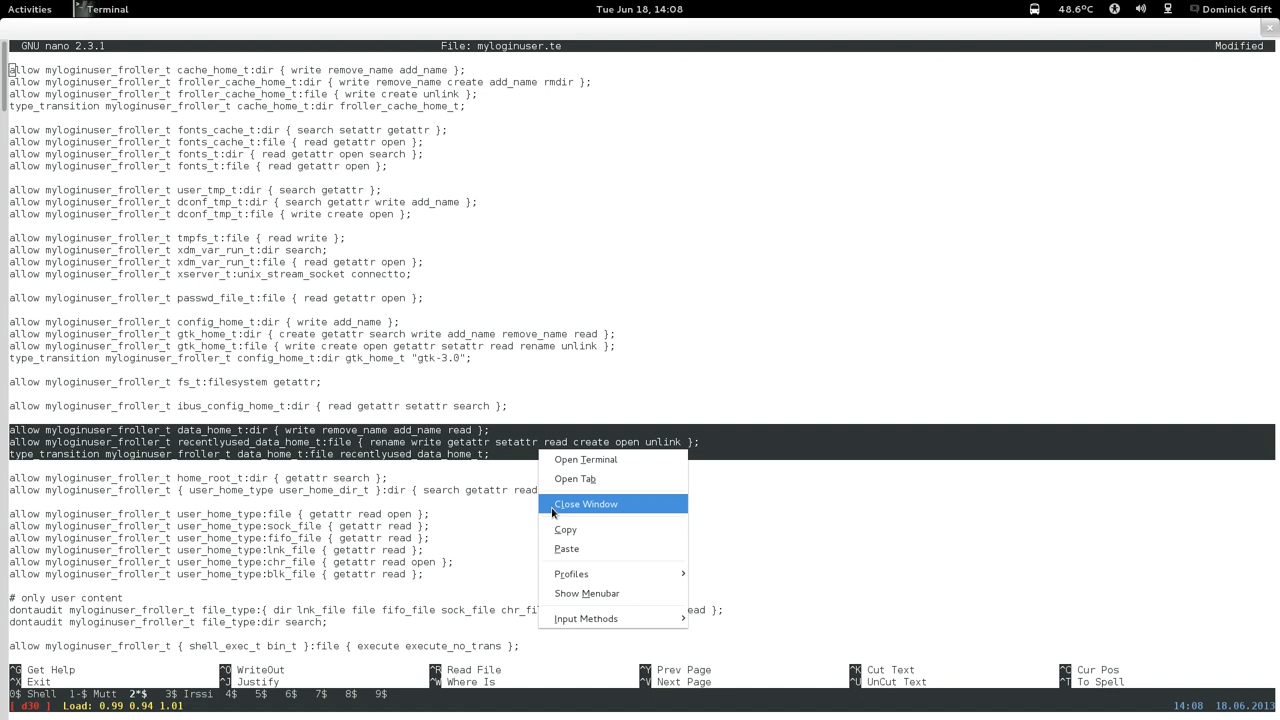 Activities Terminal Tue Jun 18, 14:08 48.6°C Dominick Grift
GNU nano 2.3.1 File: myloginuser.te Modified
allow myloginuser_froller_t cache_home_t:dir { write remove_name add_name };
allow myloginuser_froller_t froller_cache_home_t:dir { write remove_name create add_name rmdir };
allow myloginuser_froller_t froller_cache_home_t:file { write create unlink };
type_transition myloginuser_froller_t cache_home_t:dir froller_cache_home_t;
allow myloginuser_froller_t fonts_cache_t:dir { search setattr getattr };
allow myloginuser_froller_t fonts_cache_t:file { read getattr open };
allow myloginuser_froller_t fonts_t:dir { read getattr open search };
allow myloginuser_froller_t fonts_t:file { read getattr open };
allow myloginuser_froller_t user_tmp_t:dir { search getattr };
allow myloginuser_froller_t dconf_tmp_t:dir { search getattr write add_name };
allow myloginuser_froller_t dconf_tmp_t:file { write create open };
allow myloginuser_froller_t tmpfs_t:file { read write };
allow myloginuser_froller_t xdm_var_run_t:dir search;
allow myloginuser_froller_t xdm_var_run_t:file { read getattr open };
allow myloginuser_froller_t xserver_t:unix_stream_socket connectto;
allow myloginuser_froller_t passwd_file_t:file { read getattr open };
allow myloginuser_froller_t config_home_t:dir { write add_name };
allow myloginuser_froller_t gtk_home_t:dir { create getattr search write add_name remove_name read };
allow myloginuser_froller_t gtk_home_t:file { write create open getattr setattr read rename unlink };
type_transition myloginuser_froller_t config_home_t:dir gtk_home_t "gtk-3.0";
allow myloginuser_froller_t fs_t:filesystem getattr;
allow myloginuser_froller_t ibus_config_home_t:dir { read getattr setattr search };
allow myloginuser_froller_t data_home_t:dir { write remove_name add_name read };
allow myloginuser_froller_t recentlyused_data_home_t:file { rename write getattr setattr read create open unlink };
type_transition myloginuser_froller_t data_home_t:file recentlyused_data_home_t;
allow myloginuser_froller_t home_root_t:dir { getattr search };
allow myloginuser_froller_t { user_home_type user_home_dir_t }:dir { search getattr read
allow myloginuser_froller_t user_home_type:file { getattr read open };
allow myloginuser_froller_t user_home_type:sock_file { getattr read };
allow myloginuser_froller_t user_home_type:fifo_file { getattr read };
allow myloginuser_froller_t user_home_type:lnk_file { getattr read };
allow myloginuser_froller_t user_home_type:chr_file { getattr read open };
allow myloginuser_froller_t user_home_type:blk_file { getattr read };
# only user content
dontaudit myloginuser_froller_t file_type:{ dir lnk_file file fifo_file sock_file chr_fi ead };
dontaudit myloginuser_froller_t file_type:dir search;
allow myloginuser_froller_t { shell_exec_t bin_t }:file { execute execute_no_trans };
Open Terminal
Open Tab
Close Window
Copy
Paste
Profiles
Show Menubar
Input Methods
^G Get Help ^O WriteOut ^R Read File ^Y Prev Page ^K Cut Text ^C Cur Pos
^X Exit ^J Justify ^W Where Is ^V Next Page ^U UnCut Text ^T To Spell
0$ Shell 1-$ Mutt 2*$ 3$ Irssi 4$ 5$ 6$ 7$ 8$ 9$
[ d30 ] Load: 0.99 0.94 1.01 14:08 18.06.2013